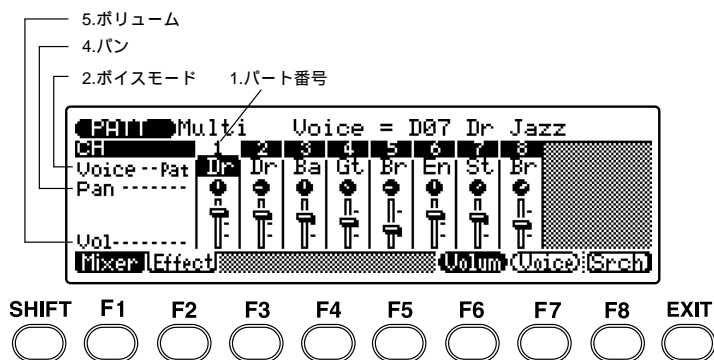 5.ボリューム
4.パン
2.ボイスモード 1.パート番号
PATT Multi Voice = D07 Dr Jazz
CH 1 2 3 4 5 6 7 8
Voice--Pat Dr Dr Ba Gt Br En St Br
Pan -------
Vol--------
Mixer Effect Volum Voice Srch
SHIFT F1 F2 F3 F4 F5 F6 F7 F8 EXIT